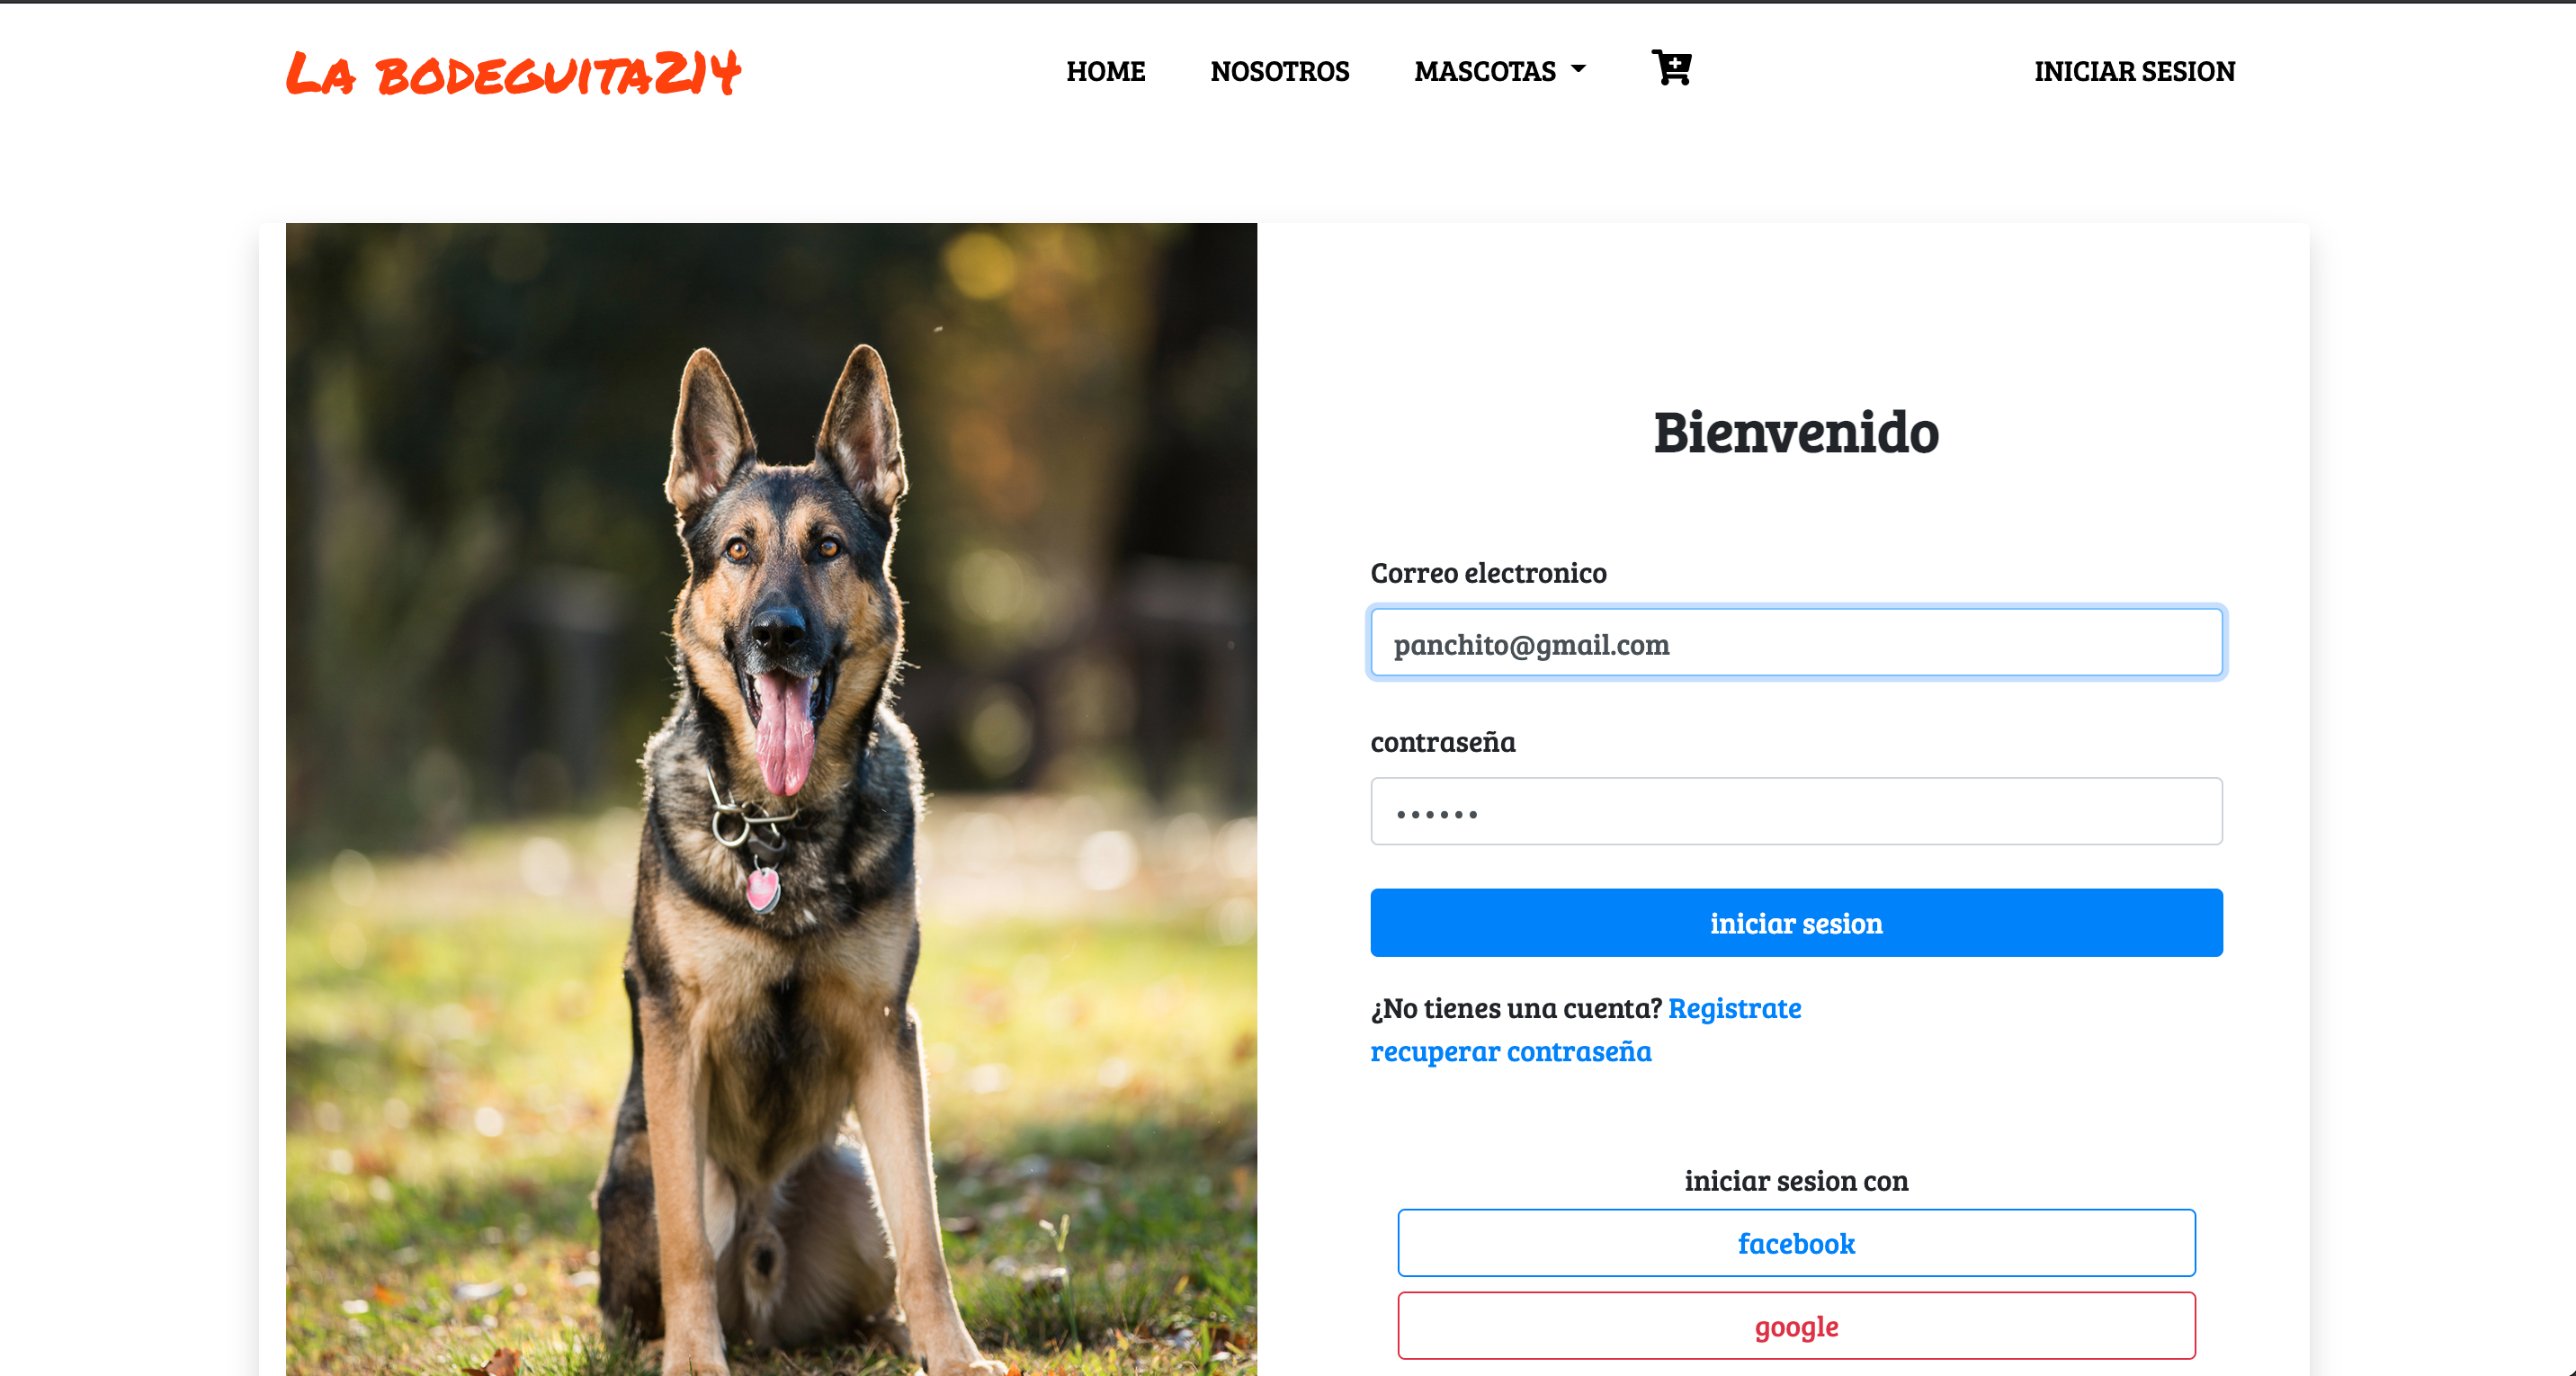 La bodeguita214
HOME NOSOTROS MASCOTAS INICIAR SESION
Bienvenido
Correo electronico
panchito@gmail.com
contraseña
••••••
iniciar sesion
¿No tienes una cuenta? Registrate
recuperar contraseña
iniciar sesion con
facebook
google